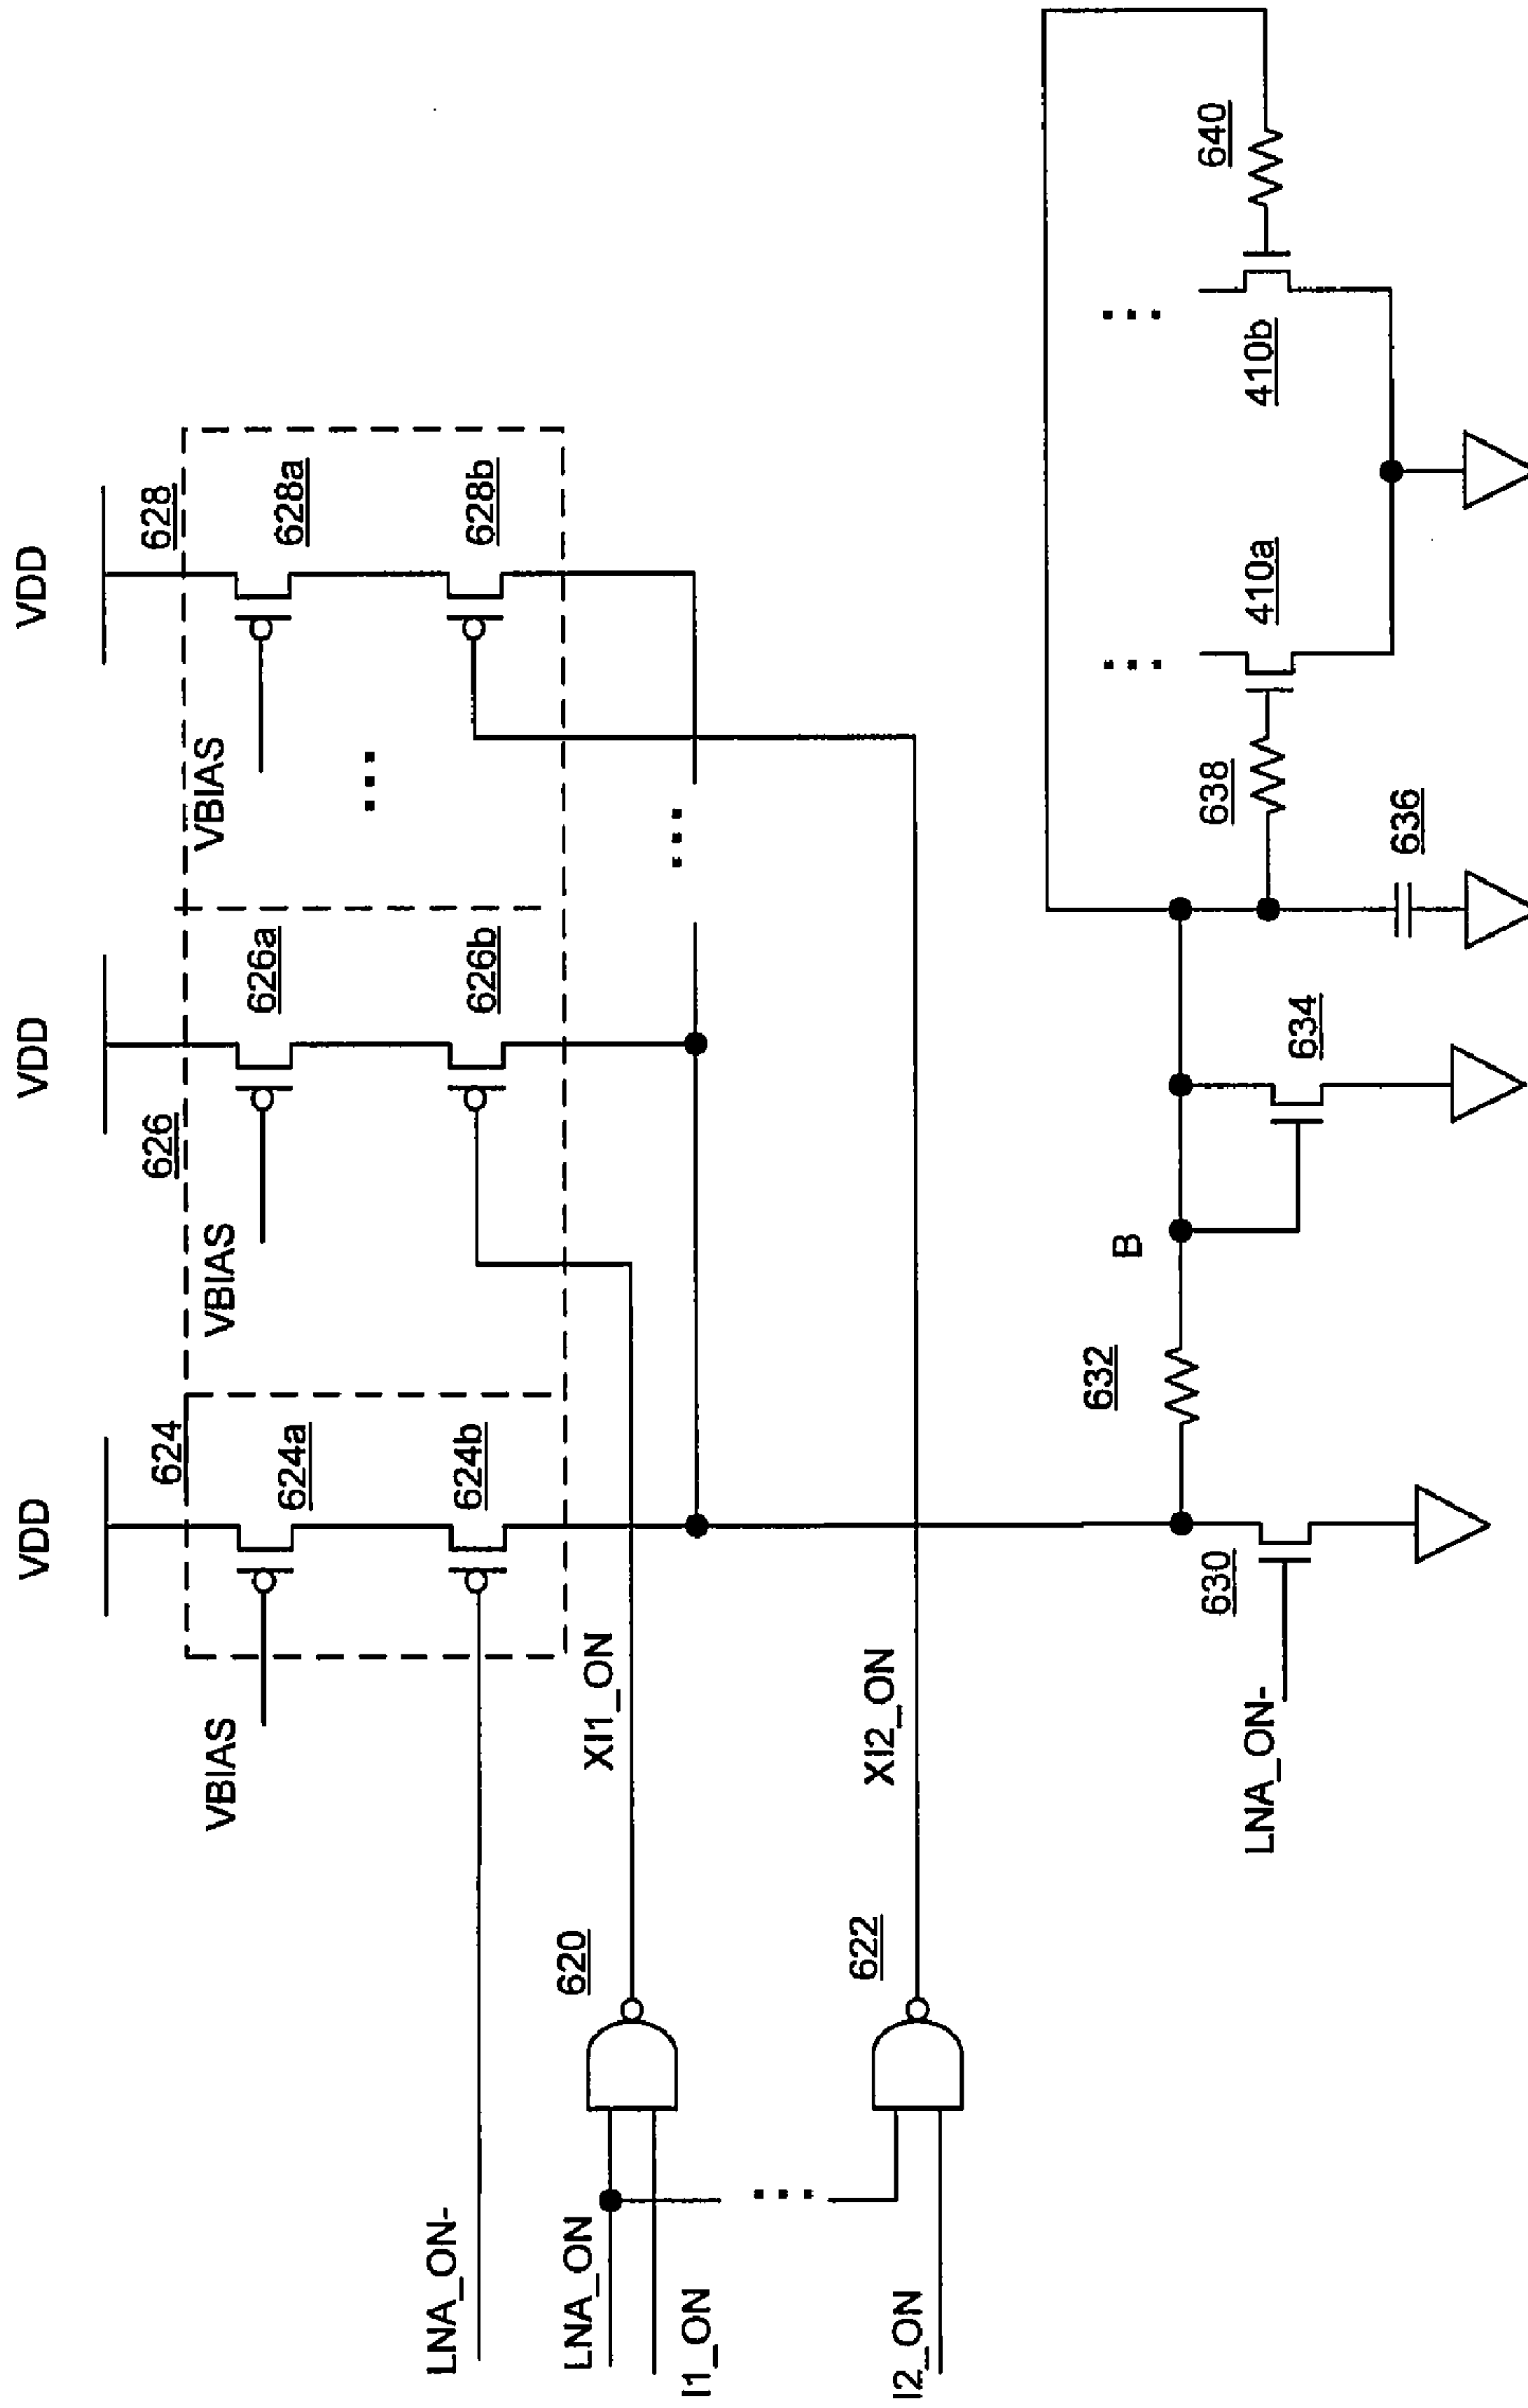 VDD
VDD
VDD
624
626
628
VBIAS
624a
VBIAS
626a
VBIAS
628a
LNA_ON-
624b
626b
628b
...
LNA_ON
I1_ON
620
XI1_ON
...
...
I2_ON
622
XI2_ON
LNA_ON-
630
632
B
634
636
638
...
410a
...
410b
640